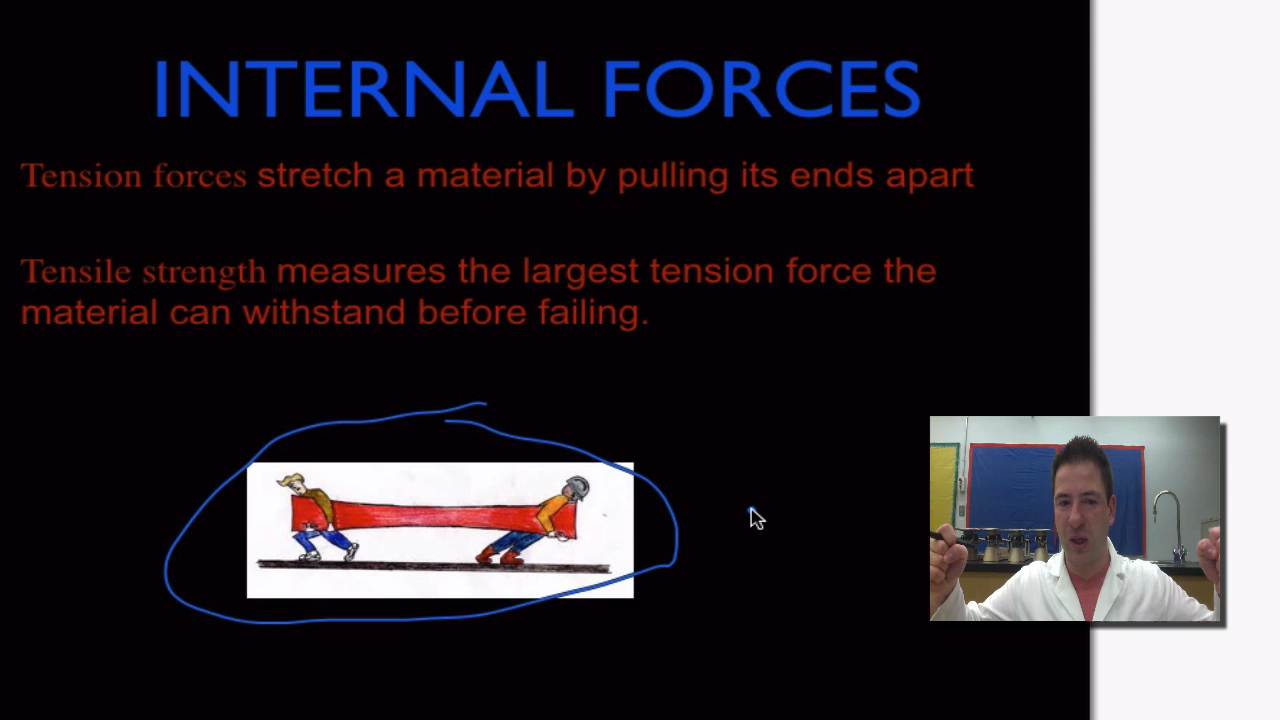 INTERNAL FORCES
Tension forces stretch a material by pulling its ends apart
Tensile strength measures the largest tension force the
material can withstand before failing.